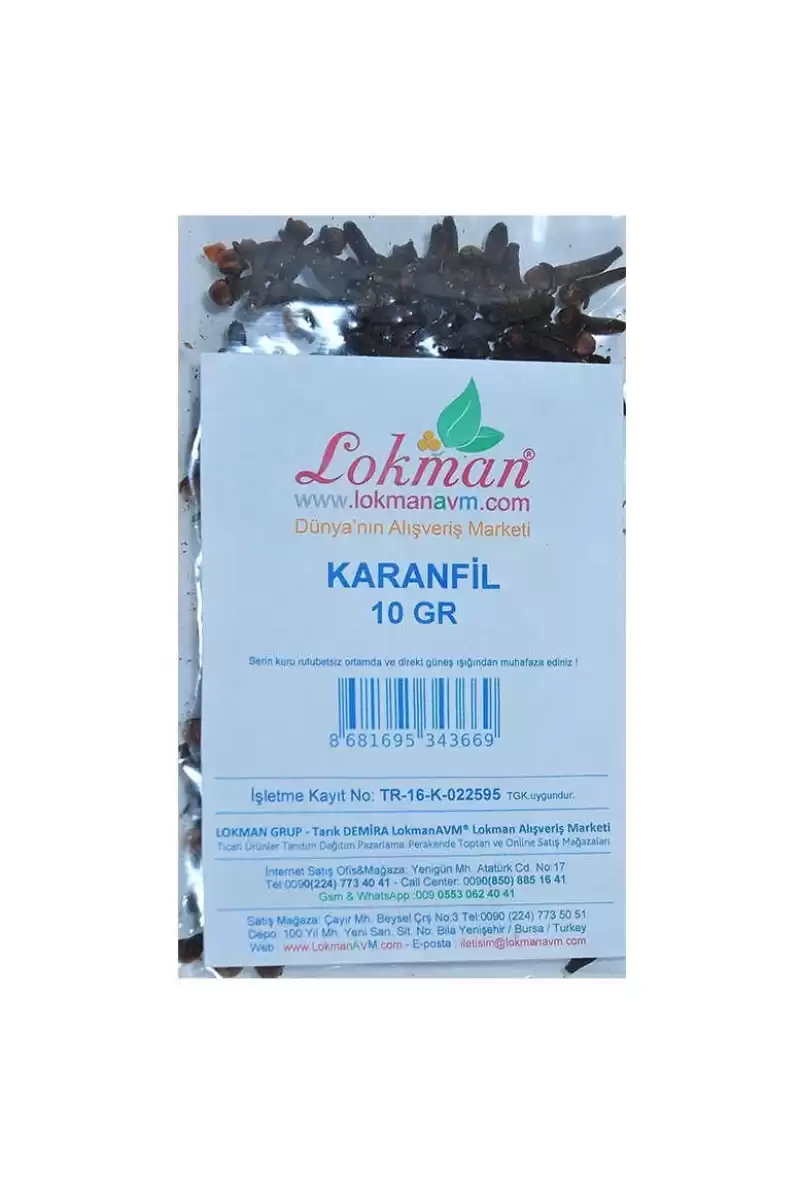 Lokman®
www.lokmanavm.com
Dünya'nın Alışveriş Marketi
KARANFİL
10 GR
Serin kuru rutubetsiz ortamda ve direkt güneş ışığından muhafaza ediniz !
8 681695 343669
İşletme Kayıt No: TR-16-K-022595 TGK.uygundur.
LOKMAN GRUP - Tarık DEMİRA LokmanAVM® Lokman Alışveriş Marketi
Ticari Ürünler Tanıtım Dağıtım Pazarlama Perakende Toptan ve Online Satış Mağazaları
İnternet Satış Ofis&Mağaza: Yenigün Mh. Atatürk Cd. No:17
Tel:0090(224) 773 40 41 - Call Center: 0090(850) 885 16 41
Gsm & WhatsApp :009 0553 062 40 41
Satış Mağaza: Çayır Mh. Beysel Çrş No:3 Tel:0090 (224) 773 50 51
Depo: 100 Yıl Mh. Yeni San. Sit. No: Bila Yenişehir / Bursa / Turkey
Web : www.LokmanAVM.com - E-posta : iletisim@lokmanavm.com